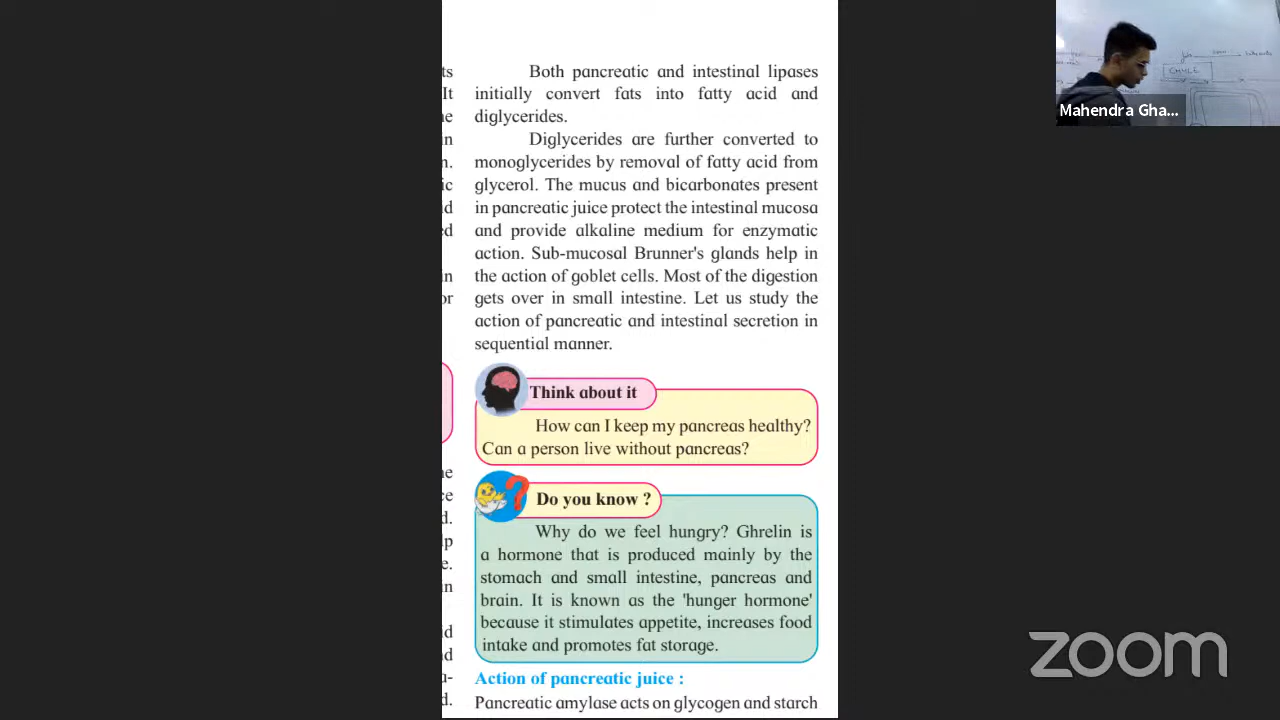 Both pancreatic and intestinal lipases
initially convert fats into fatty acid and
diglycerides.
Diglycerides are further converted to
monoglycerides by removal of fatty acid from
glycerol. The mucus and bicarbonates present
in pancreatic juice protect the intestinal mucosa
and provide alkaline medium for enzymatic
action. Sub-mucosal Brunner's glands help in
the action of goblet cells. Most of the digestion
gets over in small intestine. Let us study the
action of pancreatic and intestinal secretion in
sequential manner.
Think about it
How can I keep my pancreas healthy?
Can a person live without pancreas?
Do you know ?
Why do we feel hungry? Ghrelin is
a hormone that is produced mainly by the
stomach and small intestine, pancreas and
brain. It is known as the 'hunger hormone'
because it stimulates appetite, increases food
intake and promotes fat storage.
Action of pancreatic juice :
Pancreatic amylase acts on glycogen and starch
CHYLE
Mahendra Gha...
zoom